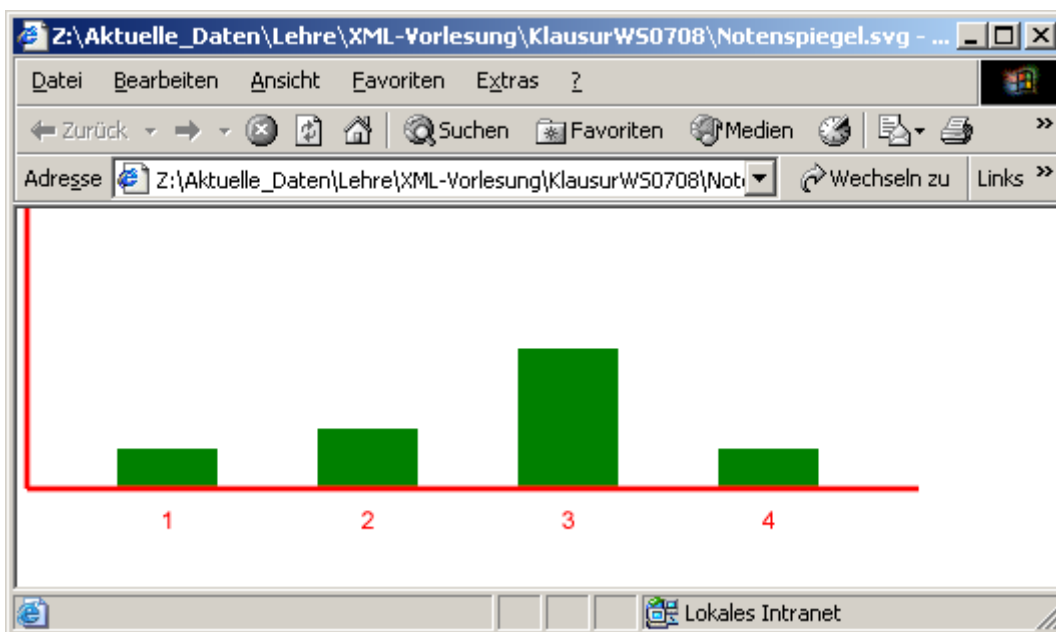 Z:\Aktuelle_Daten\Lehre\XML-Vorlesung\KlausurWS0708\Notenspiegel.svg - ...
Datei Bearbeiten Ansicht Favoriten Extras ?
Zurück Suchen Favoriten Medien »
Adresse Z:\Aktuelle_Daten\Lehre\XML-Vorlesung\KlausurWS0708\Not Wechseln zu Links »
1 2 3 4
Lokales Intranet